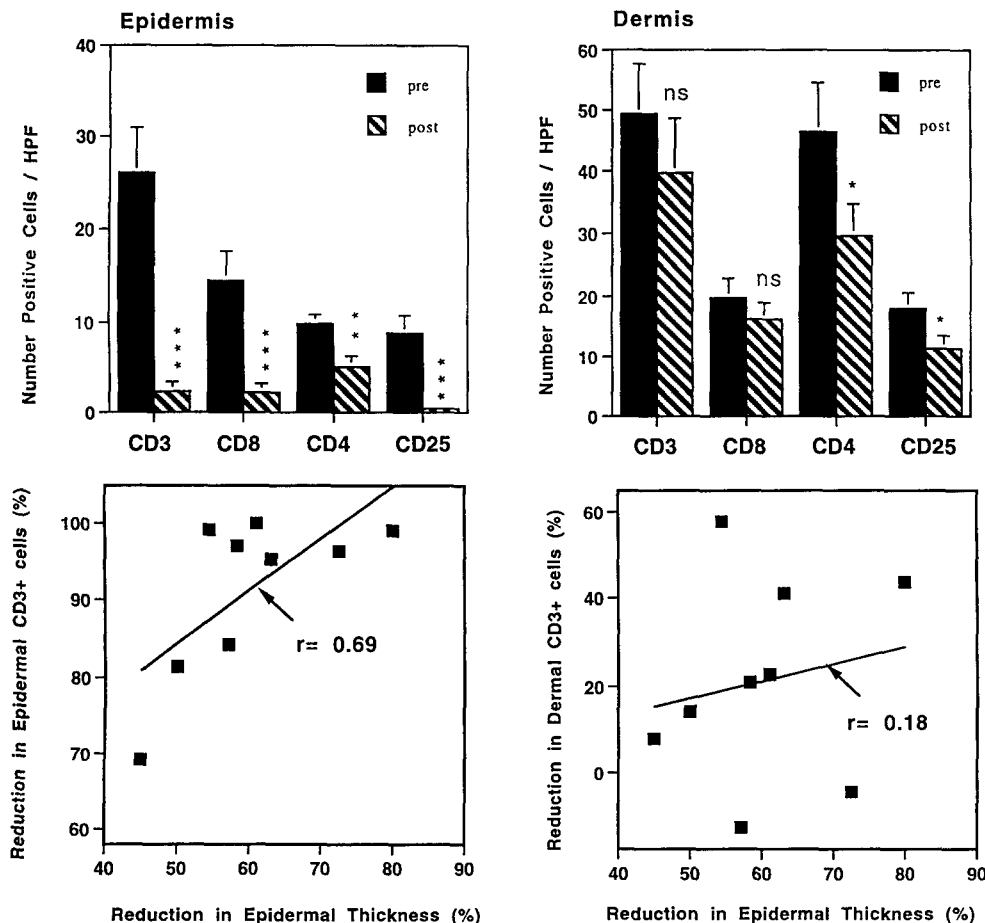 Epidermis
Number Positive Cells / HPF
40
30
20
10
0
pre
post
* * *
* * *
* *
* * *
CD3 CD8 CD4 CD25
Dermis
Number Positive Cells / HPF
60
50
40
30
20
10
0
pre
post
ns
ns
*
*
CD3 CD8 CD4 CD25
Reduction in Epidermal CD3+ cells (%)
100
90
80
70
60
r= 0.69
40 50 60 70 80 90
Reduction in Epidermal Thickness (%)
Reduction in Dermal CD3+ cells (%)
60
40
20
0
r= 0.18
40 50 60 70 80 90
Reduction in Epidermal Thickness (%)